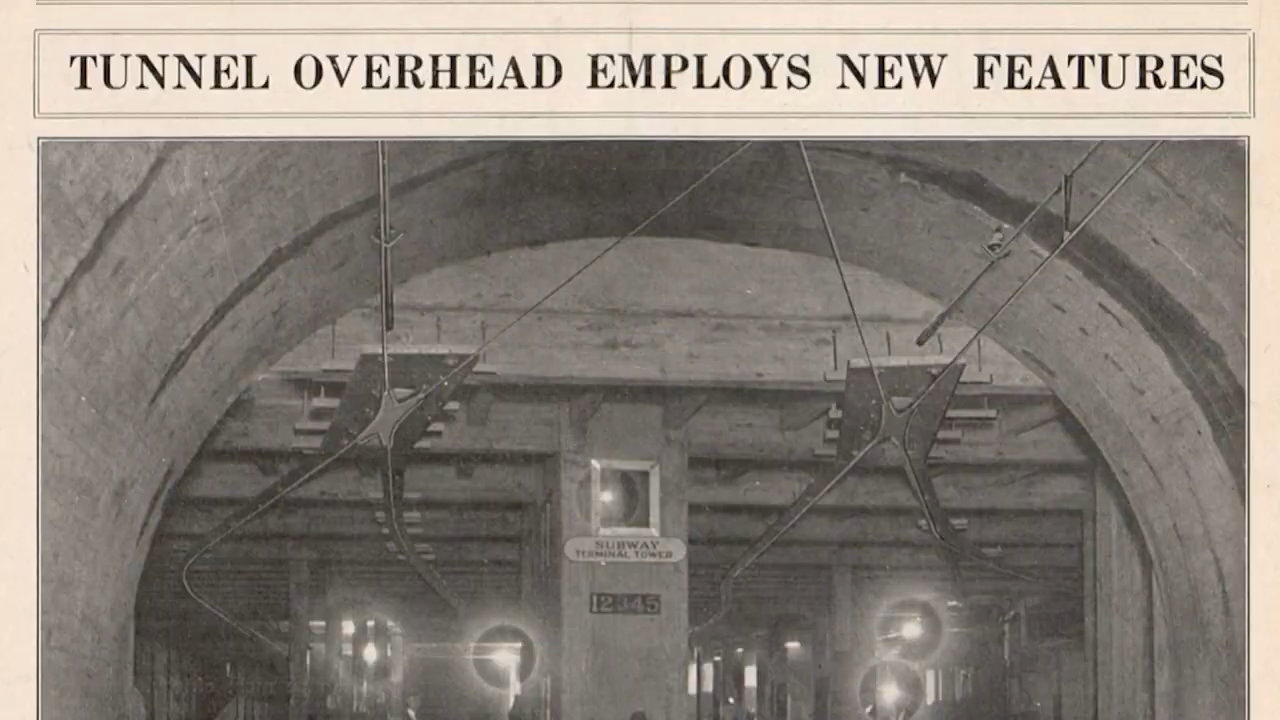 TUNNEL OVERHEAD EMPLOYS NEW FEATURES
SUBWAY
TERMINAL TOWER
12345